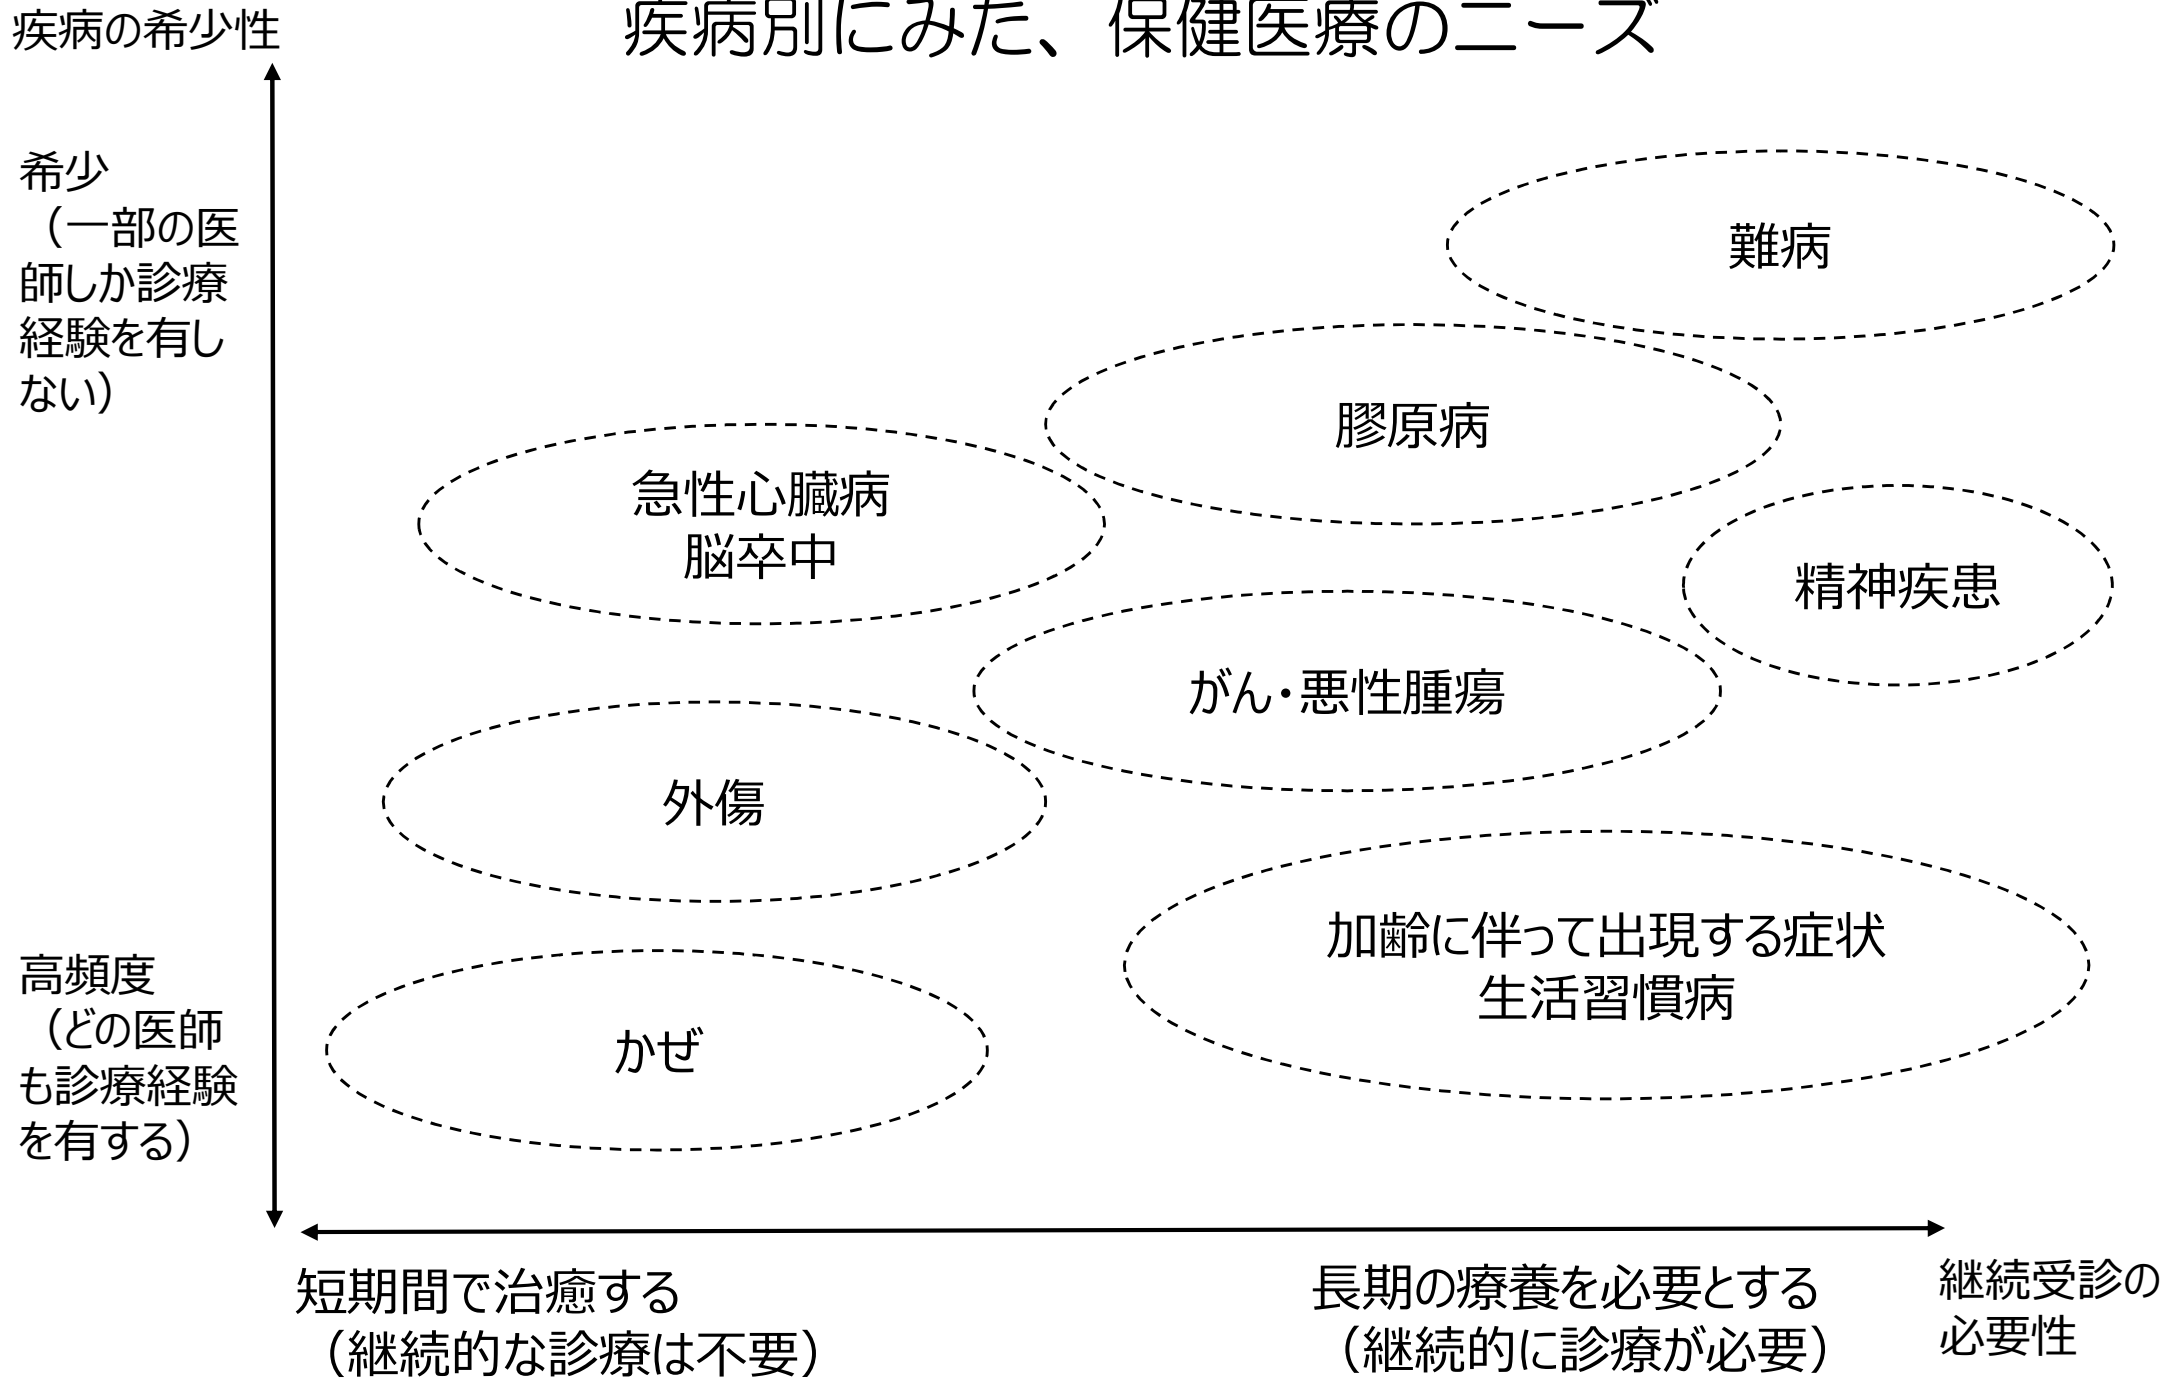 疾病の希少性
疾病別にみた、保健医療のニーズ
希少
（一部の医
師しか診療
経験を有し
ない）
難病
膠原病
急性心臓病
脳卒中
精神疾患
がん・悪性腫瘍
外傷
加齢に伴って出現する症状
生活習慣病
かぜ
高頻度
（どの医師
も診療経験
を有する）
短期間で治癒する
（継続的な診療は不要）
長期の療養を必要とする
（継続的に診療が必要）
継続受診の
必要性